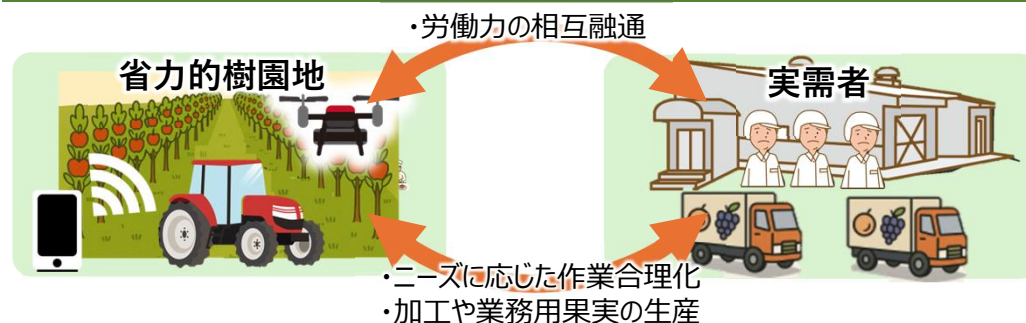 ・労働力の相互融通
省力的樹園地
実需者
・ニーズに応じた作業合理化
・加工や業務用果実の生産